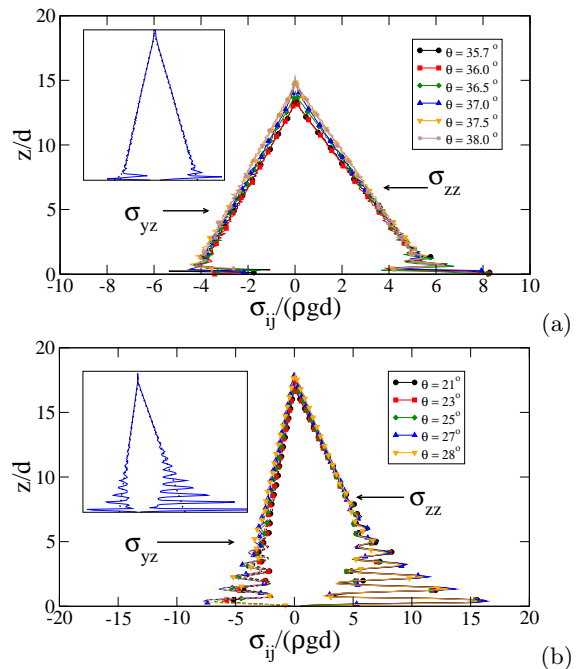 20
15
10
5
0
z/d
θ = 35.7 °
θ = 36.0 °
θ = 36.5 °
θ = 37.0 °
θ = 37.5 °
θ = 38.0 °
σyz
σzz
-10 -8 -6 -4 -2 0 2 4 6 8 10
σij/(ρgd)
(a)
20
15
10
5
0
z/d
θ = 21°
θ = 23°
θ = 25°
θ = 27°
θ = 28°
σzz
σyz
-20 -15 -10 -5 0 5 10 15 20
σij/(ρgd)
(b)